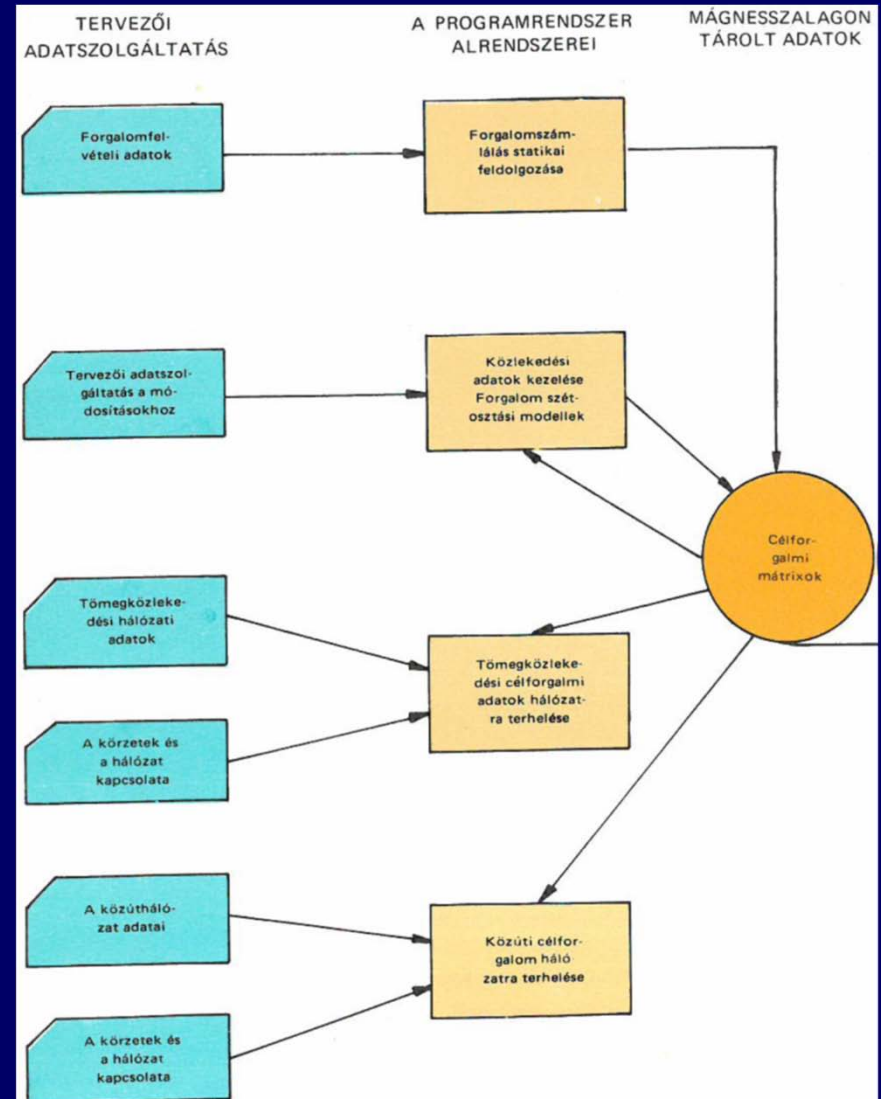 TERVEZŐI
ADATSZOLGÁLTATÁS
A PROGRAMRENDSZER
ALRENDSZEREI
MÁGNESSZALAGON
TÁROLT ADATOK
Forgalomfel-
vételi adatok
Forgalomszám-
lálás statikai
feldolgozása
Tervezői adatszol-
gáltatás a mó-
dosításokhoz
Közlekedési
adatok kezelése
Forgalom szét-
osztási modellek
Célfor-
galmi
mátrixok
Tömegközleke-
dési hálózati
adatok
Tömegközleke-
dési célforgalmi
adatok hálózat-
ra terhelése
A körzetek és
a hálózat
kapcsolata
A közútháló-
zat adatai
Közúti célfor-
galom háló
zatra terhelése
A körzetek és
a hálózat
kapcsolata